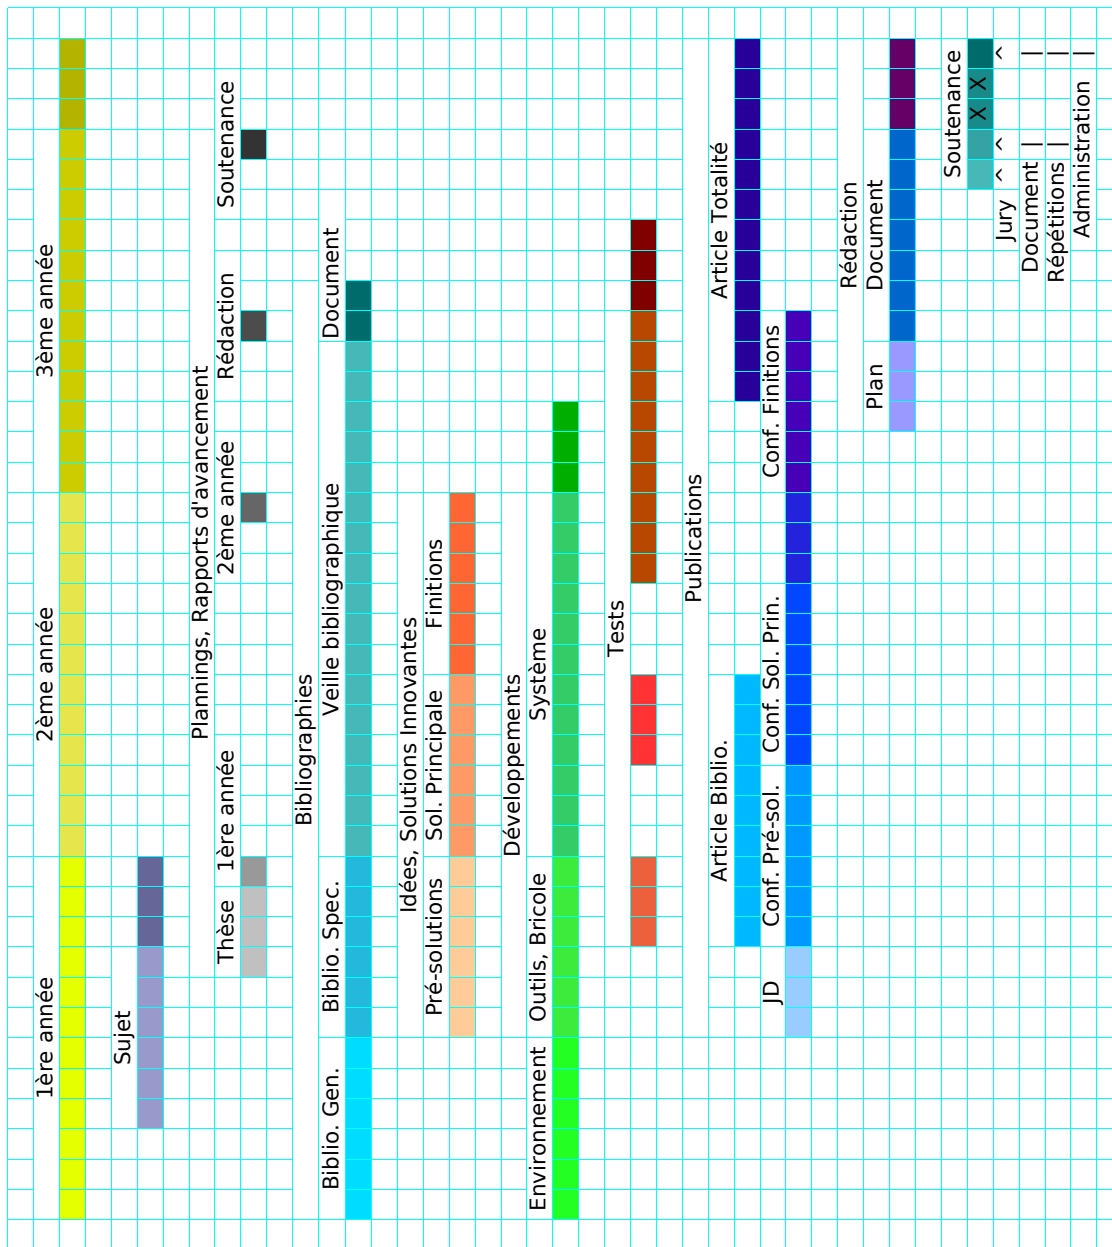 1ère année 2ème année 3ème année
Sujet
Plannings, Rapports d'avancement
Thèse 1ère année 2ème année Rédaction Soutenance
Bibliographies
Biblio. Gen. Biblio. Spec. Veille bibliographique Document
Idées, Solutions Innovantes
Pré-solutions Sol. Principale Finitions
Développements
Environnement Outils, Bricole Système
Tests
Publications
Article Biblio. Article Totalité
JD Conf. Pré-sol. Conf. Sol. Prin. Conf. Finitions
Rédaction
Plan Document
Soutenance
X X
Jury > > >
Document | |
Répétitions | |
Administration |